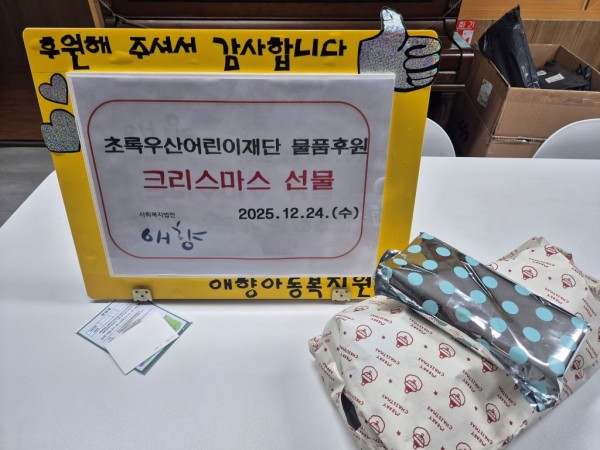 후원해 주셔서 감사합니다
초록우산어린이재단 물품후원
크리스마스 선물
사회복지법인
애향
2025.12.24.(수)
애향아동복지원
MERRY CHRISTMAS